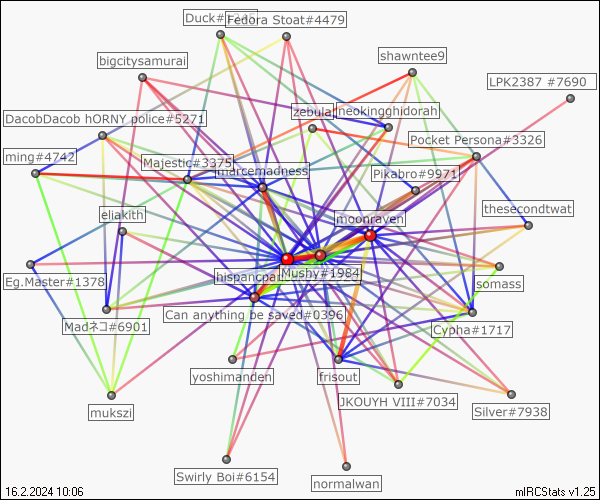 Duck#
Fedora Stoat#4479
shawntee9
bigcitysamurai
LPK2387 #7690
zebula
neokingghidorah
DacobDacob hORNY police#5271
Pocket Persona#3326
ming#4742
Majestic#3375
marcemadness
Pikabro#9971
eliakith
moonraven
thesecondtwat
Eg.Master#1378
hispanicpa
Mushy#1984
somass
Madネコ#6901
Can anything be saved#0396
Cypha#1717
yoshimanden
frisout
JKOUYH VIII#7034
mukszi
Silver#7938
Swirly Boi#6154
normalwan
16.2.2024 10:06
mIRCStats v1.25